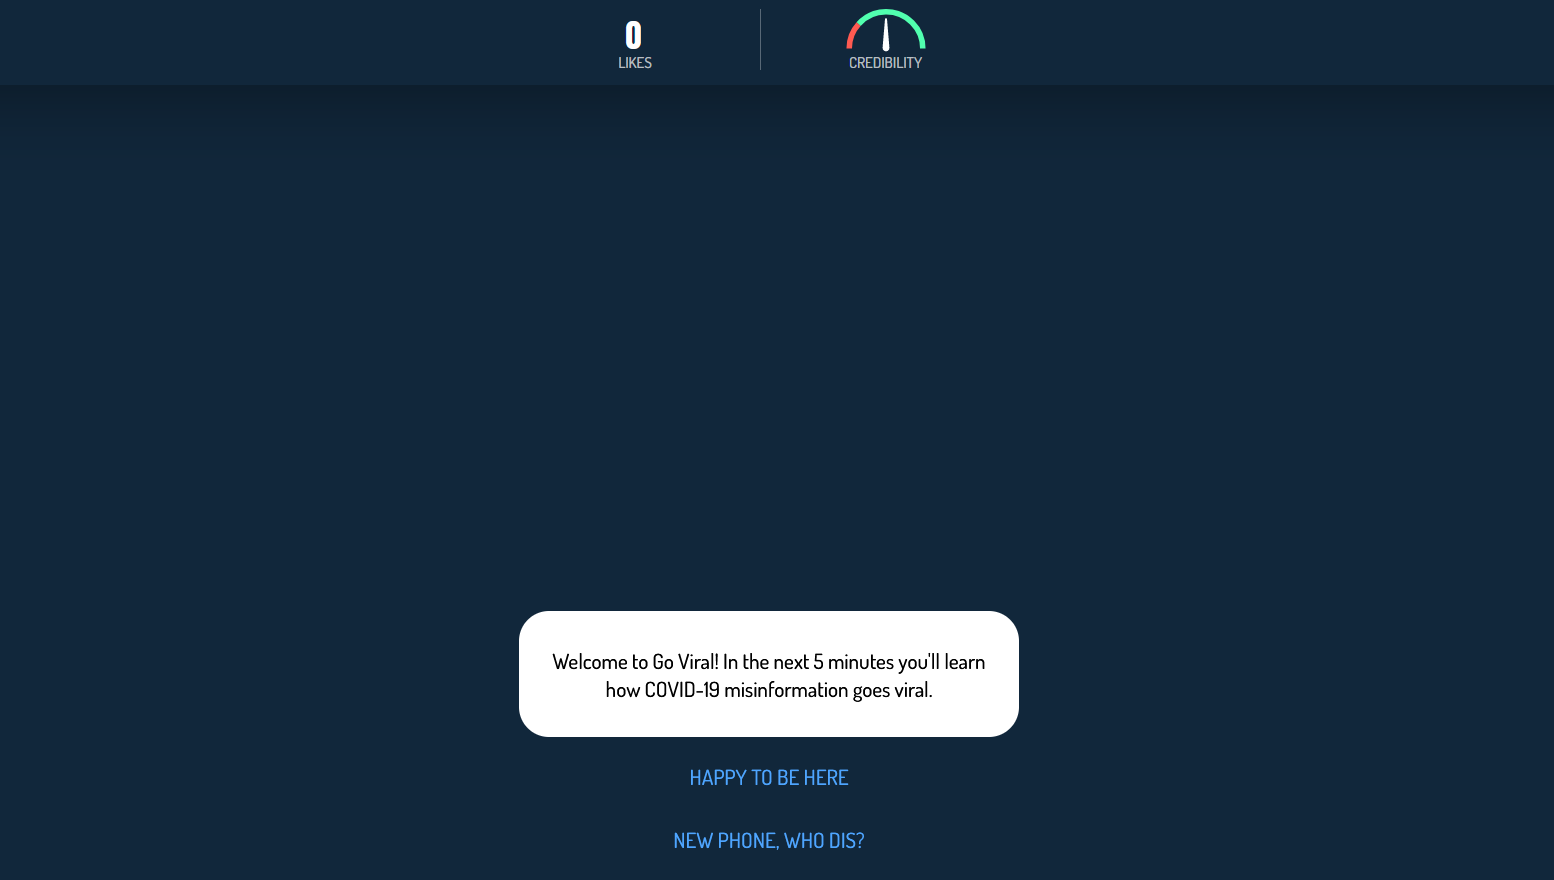 0
LIKES
CREDIBILITY
Welcome to Go Viral! In the next 5 minutes you'll learn
how COVID-19 misinformation goes viral.
HAPPY TO BE HERE
NEW PHONE, WHO DIS?